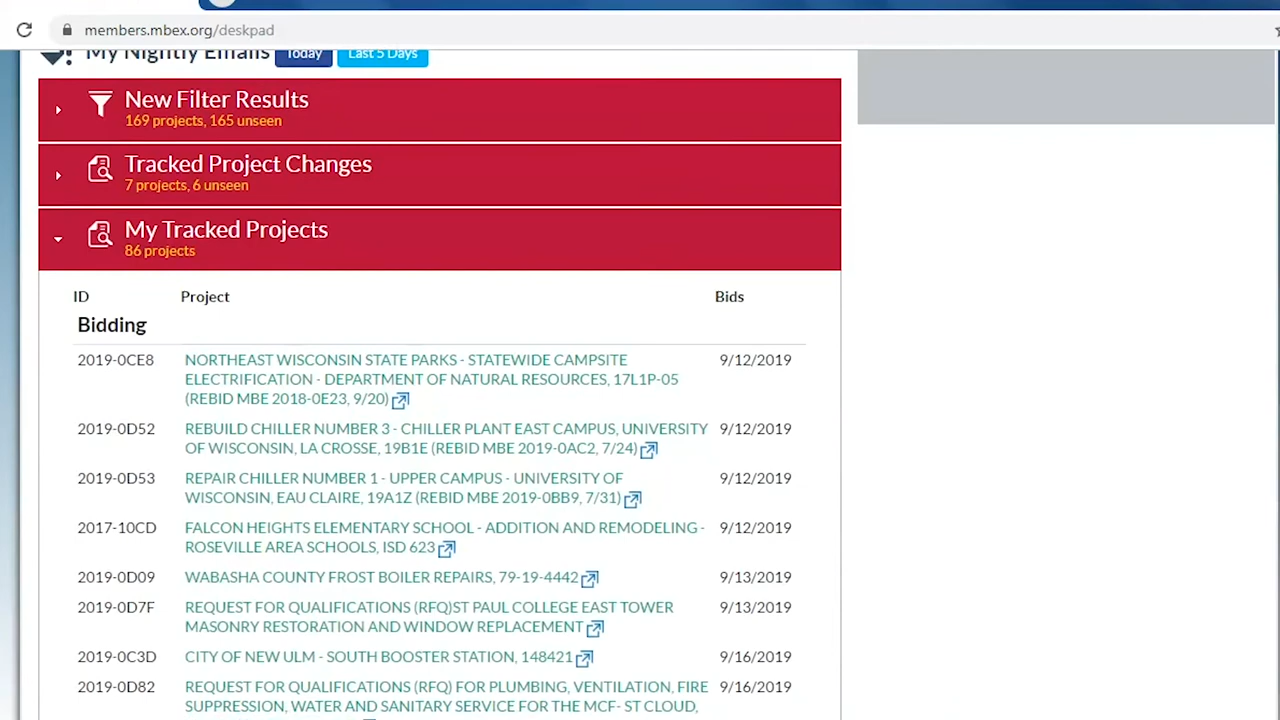 members.mbex.org/deskpad
My Nightly Emails Today Last 5 Days
New Filter Results
169 projects, 165 unseen
Tracked Project Changes
7 projects, 6 unseen
My Tracked Projects
86 projects
ID Project Bids
Bidding
2019-0CE8 NORTHEAST WISCONSIN STATE PARKS - STATEWIDE CAMPSITE 9/12/2019
ELECTRIFICATION - DEPARTMENT OF NATURAL RESOURCES, 17L1P-05
(REBID MBE 2018-0E23, 9/20)
2019-0D52 REBUILD CHILLER NUMBER 3 - CHILLER PLANT EAST CAMPUS, UNIVERSITY 9/12/2019
OF WISCONSIN, LA CROSSE, 19B1E (REBID MBE 2019-0AC2, 7/24)
2019-0D53 REPAIR CHILLER NUMBER 1 - UPPER CAMPUS - UNIVERSITY OF 9/12/2019
WISCONSIN, EAU CLAIRE, 19A1Z (REBID MBE 2019-0BB9, 7/31)
2017-10CD FALCON HEIGHTS ELEMENTARY SCHOOL - ADDITION AND REMODELING - 9/12/2019
ROSEVILLE AREA SCHOOLS, ISD 623
2019-0D09 WABASHA COUNTY FROST BOILER REPAIRS, 79-19-4442 9/13/2019
2019-0D7F REQUEST FOR QUALIFICATIONS (RFQ)ST PAUL COLLEGE EAST TOWER 9/13/2019
MASONRY RESTORATION AND WINDOW REPLACEMENT
2019-0C3D CITY OF NEW ULM - SOUTH BOOSTER STATION, 148421 9/16/2019
2019-0D82 REQUEST FOR QUALIFICATIONS (RFQ) FOR PLUMBING, VENTILATION, FIRE 9/16/2019
SUPPRESSION, WATER AND SANITARY SERVICE FOR THE MCF- ST CLOUD,